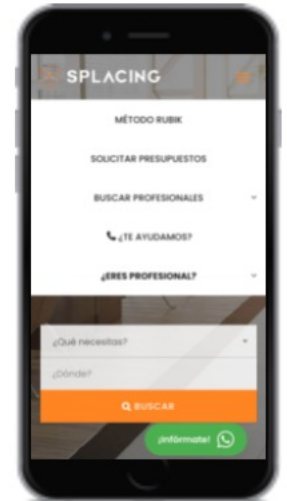 SPLACING
MÉTODO RUBIK
SOLICITAR PRESUPUESTOS
BUSCAR PROFESIONALES
¿TE AYUDAMOS?
¿ERES PROFESIONAL?
¿Qué necesitas?
¿Dónde?
BUSCAR
¡Infórmate!